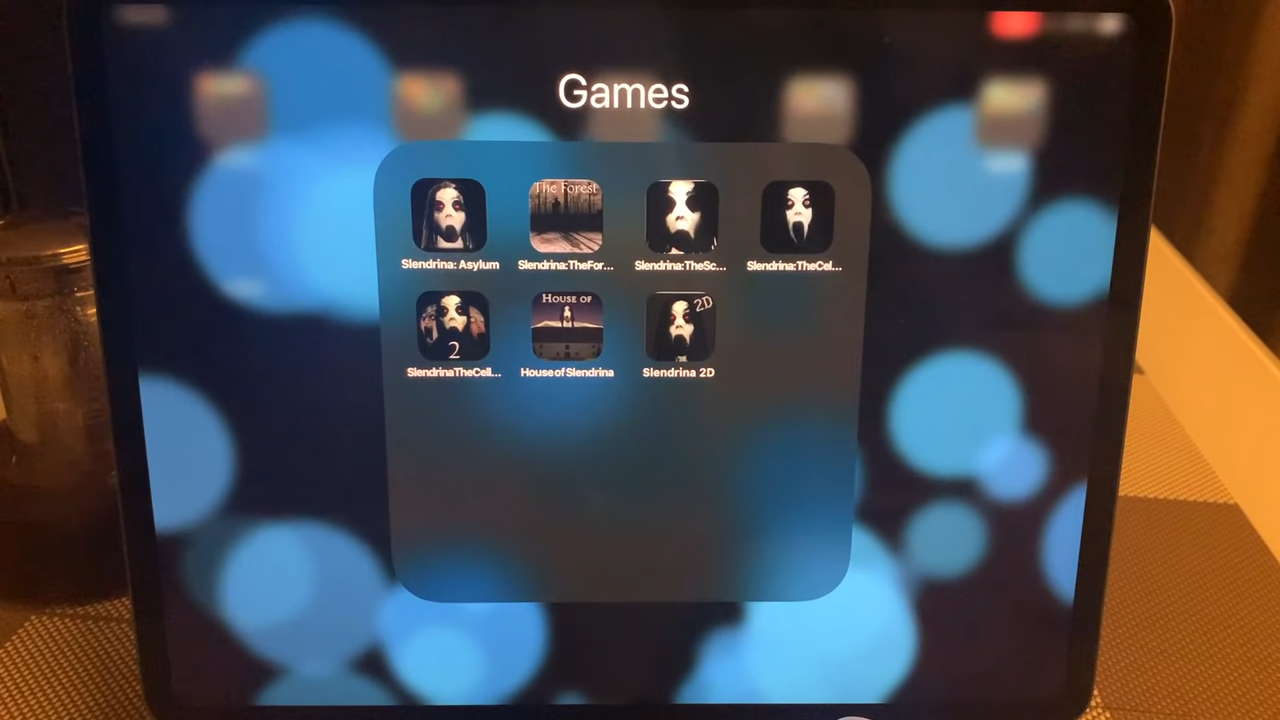 Games
The Forest
Slendrina: Asylum
Slendrina:TheFor...
Slendrina:TheSc...
Slendrina:TheCel...
2
HOUSE OF
2D
SlendrinaTheCell...
House of Slendrina
Slendrina 2D